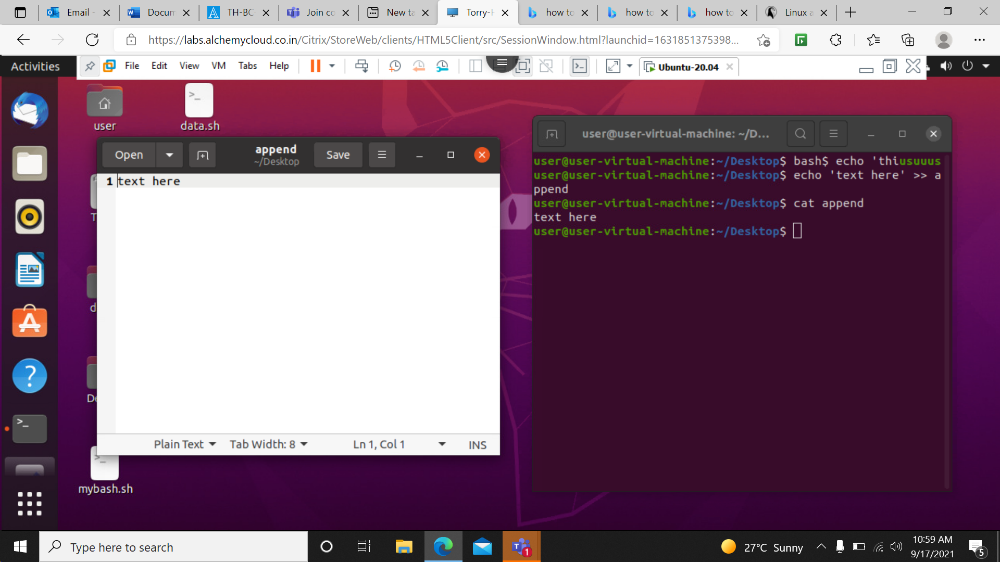 Email -
Docum
TH-BC-
Join co
New ta
Torry-H
how to
how to
how to
Linux a
https://labs.alchemycloud.co.in/Citrix/StoreWeb/clients/HTML5Client/src/SessionWindow.html?launchid=1631851375398...
Activities
File Edit View VM Tabs Help
Ubuntu-20.04
user
data.sh
Open
append
~/Desktop
Save
1 text here
Plain Text
Tab Width: 8
Ln 1, Col 1
INS
mybash.sh
user@user-virtual-machine: ~/D...
user@user-virtual-machine:~/Desktop$ bash$ echo 'thiusuuus
user@user-virtual-machine:~/Desktop$ echo 'text here' >> a
ppend
user@user-virtual-machine:~/Desktop$ cat append
text here
user@user-virtual-machine:~/Desktop$
Type here to search
1
27°C Sunny
10:59 AM
9/17/2021
5